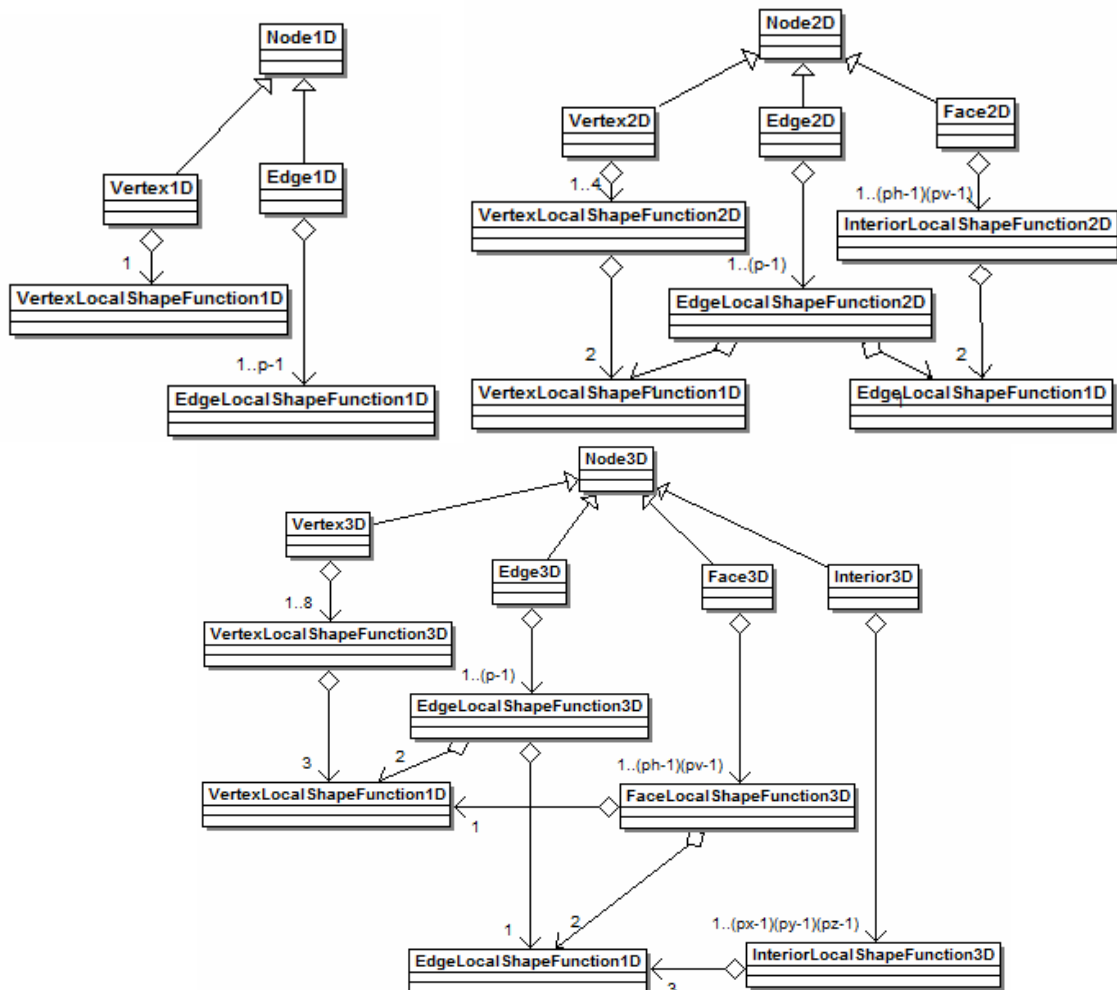 Node1D
Vertex1D
Edge1D
1
VertexLocalShapeFunction1D
1..p-1
EdgeLocalShapeFunction1D
Node2D
Vertex2D
Edge2D
Face2D
1..4
1..(ph-1)(pv-1)
VertexLocalShapeFunction2D
InteriorLocalShapeFunction2D
1..(p-1)
EdgeLocalShapeFunction2D
2
2
VertexLocalShapeFunction1D
EdgeLocalShapeFunction1D
Node3D
Vertex3D
Edge3D
Face3D
Interior3D
1..8
VertexLocalShapeFunction3D
1..(p-1)
EdgeLocalShapeFunction3D
3
2
1..(ph-1)(pv-1)
VertexLocalShapeFunction1D
FaceLocalShapeFunction3D
1
1
2
1..(px-1)(py-1)(pz-1)
EdgeLocalShapeFunction1D
InteriorLocalShapeFunction3D
3